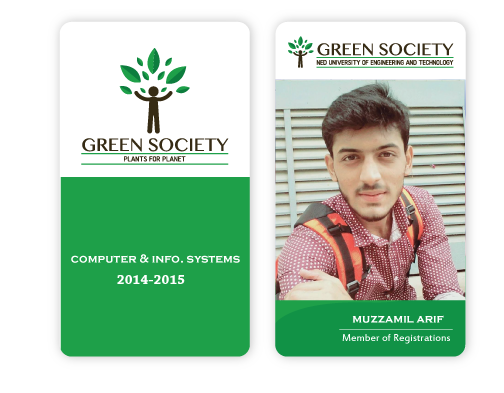 GREEN SOCIETY
PLANTS FOR PLANET
COMPUTER & INFO. SYSTEMS
2014-2015
GREEN SOCIETY
NED UNIVERSITY OF ENGINEERING AND TECHNOLOGY
MUZZAMIL ARIF
Member of Registrations